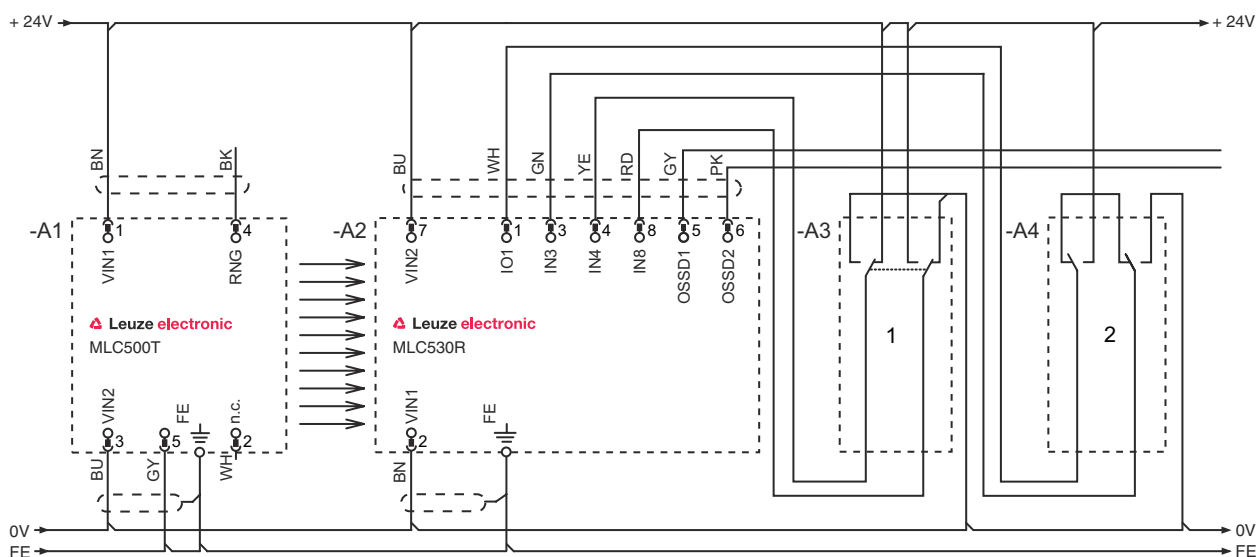 + 24V
+ 24V
BN
BK
BU
WH
GN
YE
RD
GY
PK
-A1
1
4
-A2
7
1
3
4
8
5
6
-A3
-A4
VIN1
RNG
VIN2
IO1
IN3
IN4
IN8
OSSD1
OSSD2
Leuze electronic
MLC500T
Leuze electronic
MLC530R
1
2
VIN2
FE
n.c.
VIN1
FE
3
5
2
2
BU
GY
WH
BN
0V
0V
FE
FE